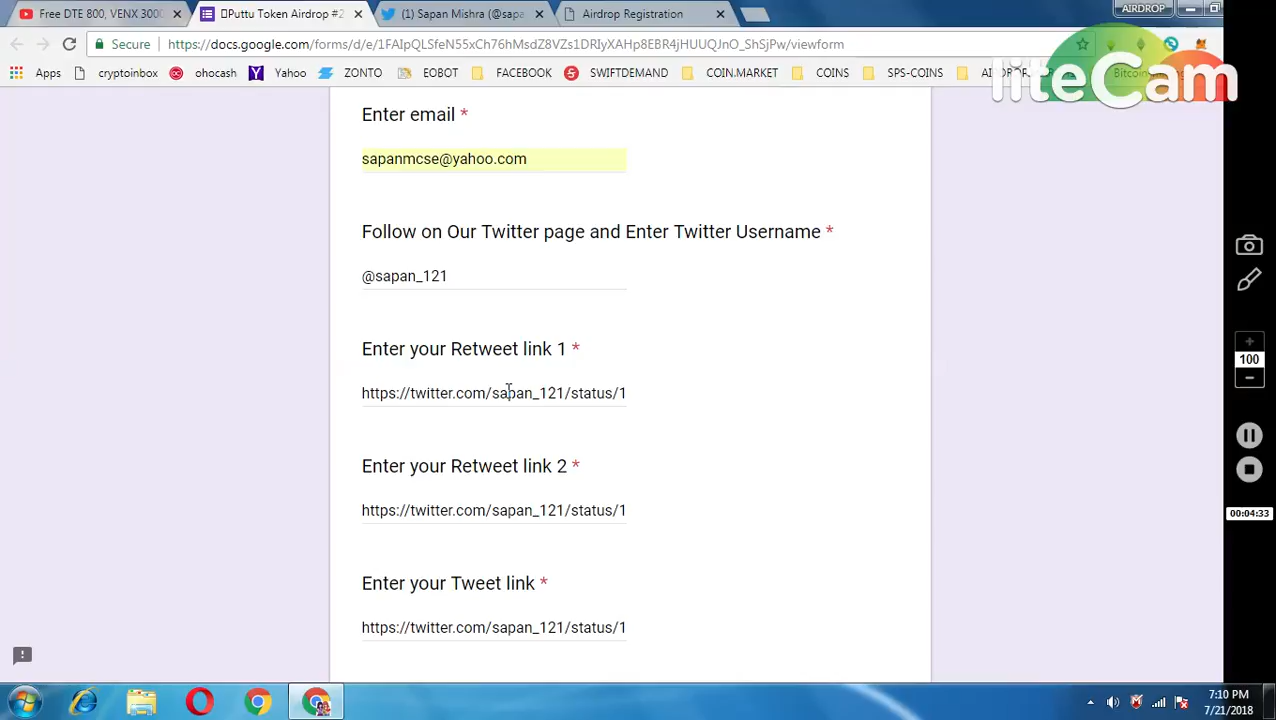 Free DTE 800, VENX 3000
Puttu Token Airdrop #2
(1) Sapan Mishra (@sapa
Airdrop Registration
AIRDROP
Secure
https://docs.google.com/forms/d/e/1FAIpQLSfeN55xCh76hMsdZ8VZs1DRIyXAHp8EBR4jHUUQJnO_ShSjPw/viewform
Apps
cryptoinbox
ohocash
Yahoo
ZONTO
EOBOT
FACEBOOK
SWIFTDEMAND
COIN.MARKET
COINS
SPS-COINS
liteCam
Enter email *
sapanmcse@yahoo.com
Follow on Our Twitter page and Enter Twitter Username *
@sapan_121
Enter your Retweet link 1 *
https://twitter.com/sapan_121/status/1
100
Enter your Retweet link 2 *
https://twitter.com/sapan_121/status/1
00:04:33
Enter your Tweet link *
https://twitter.com/sapan_121/status/1
7:10 PM
7/21/2018